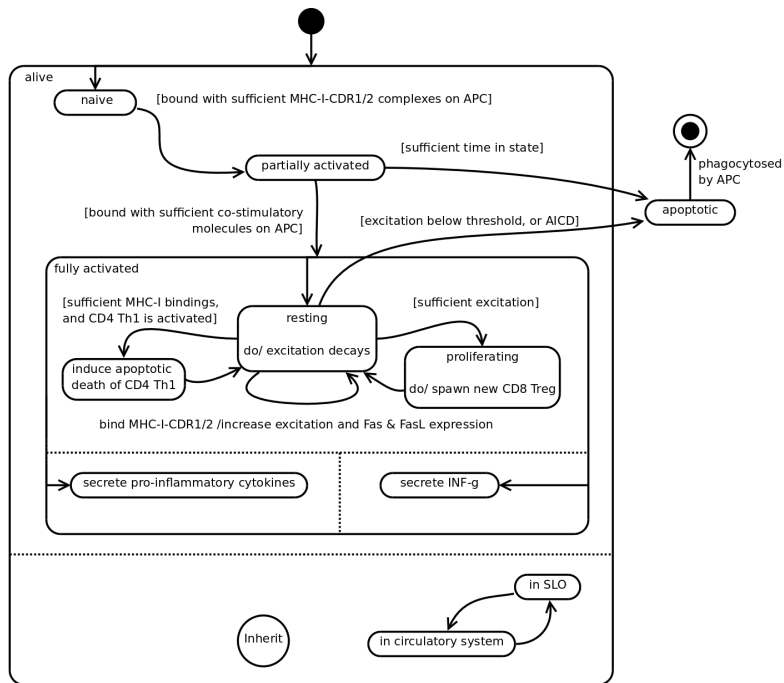 alive
naive
[bound with sufficient MHC-I-CDR1/2 complexes on APC]
partially activated
[sufficient time in state]
phagocytosed
by APC
apoptotic
[bound with sufficient co-stimulatory
molecules on APC]
[excitation below threshold, or AICD]
fully activated
[sufficient MHC-I bindings,
and CD4 Th1 is activated]
resting
do/ excitation decays
[sufficient excitation]
induce apoptotic
death of CD4 Th1
proliferating
do/ spawn new CD8 Treg
bind MHC-I-CDR1/2 /increase excitation and Fas & FasL expression
secrete pro-inflammatory cytokines
secrete INF-g
in SLO
Inherit
in circulatory system